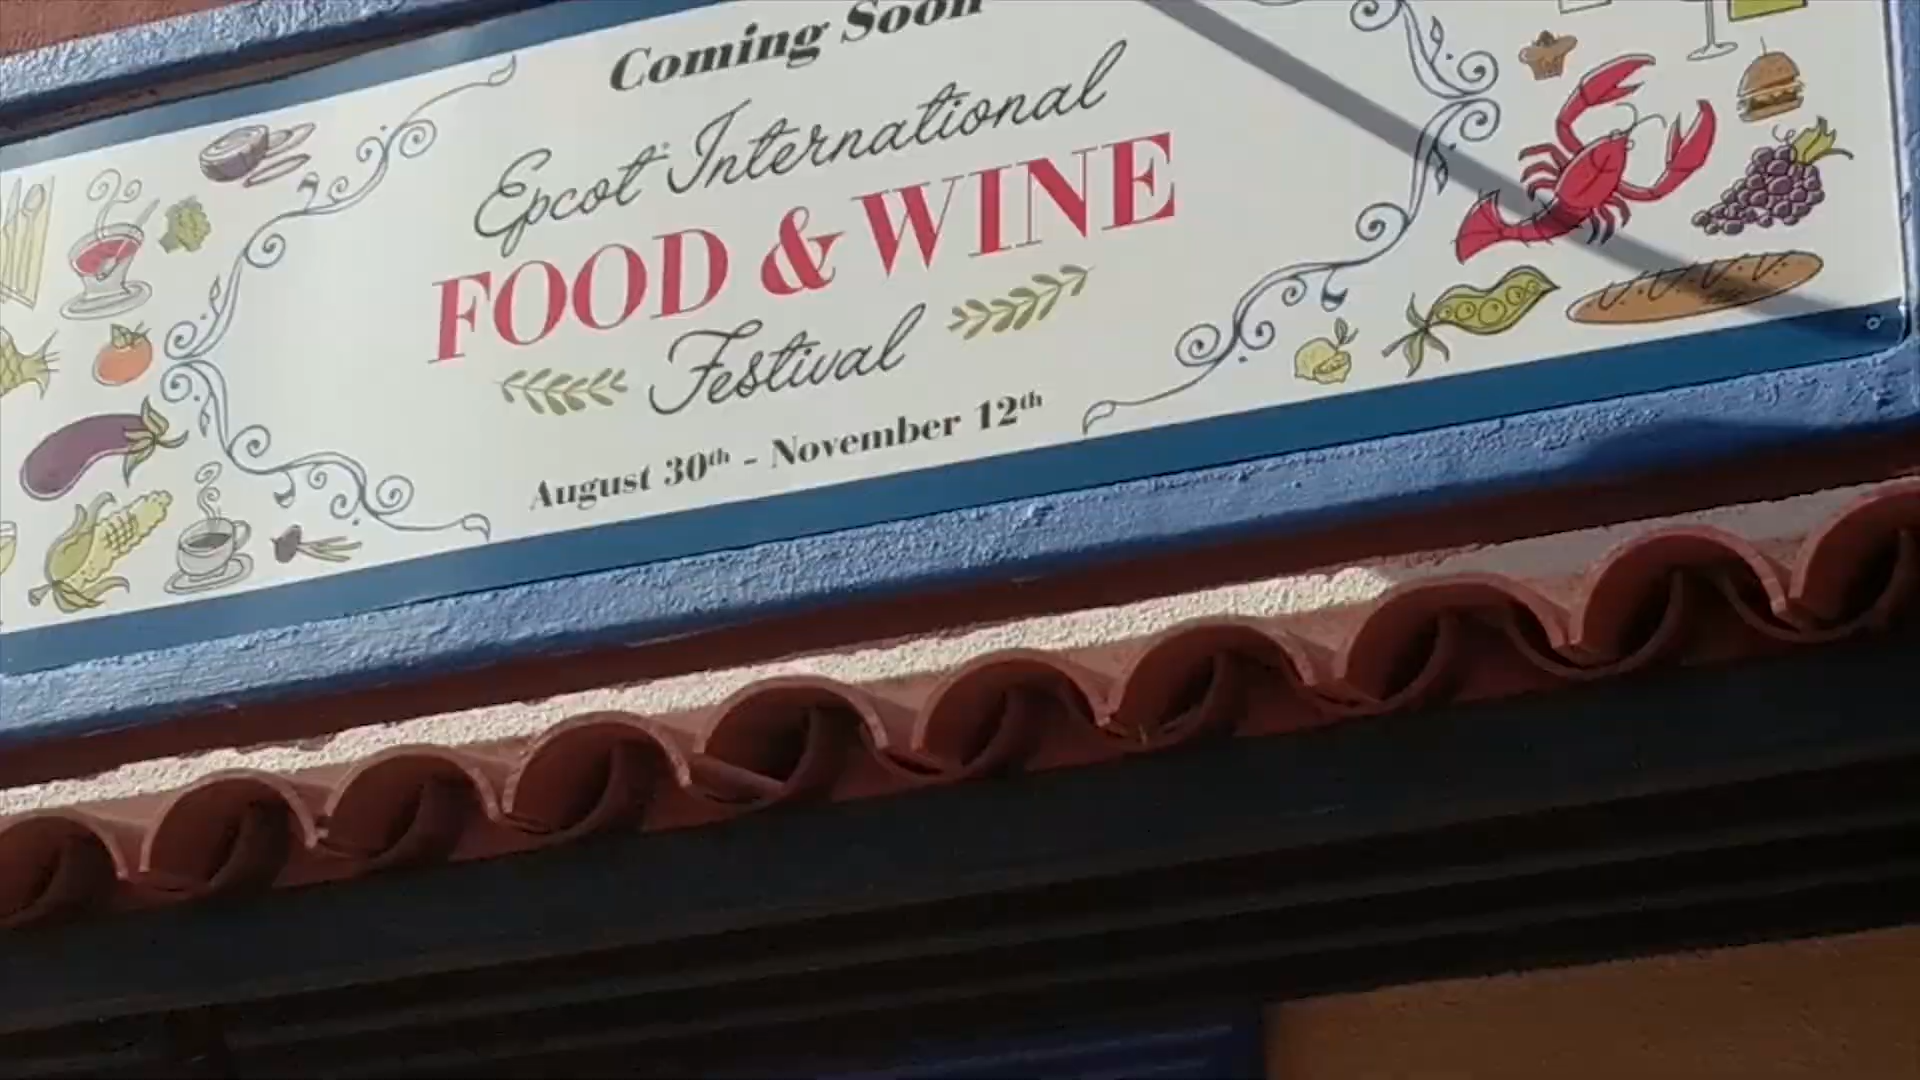 Coming Soon
Epcot International
FOOD & WINE
Festival
August 30th - November 12th